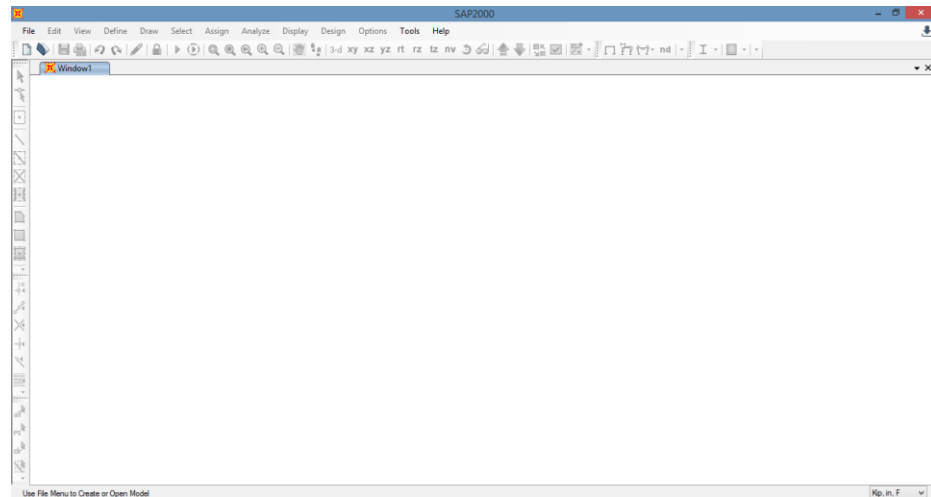 SAP2000
File Edit View Define Draw Select Assign Analyze Display Design Options Tools Help
3-d xy xz yz rt rz tz nv nd
Window1
Use File Menu to Create or Open Model
Kip, in, F